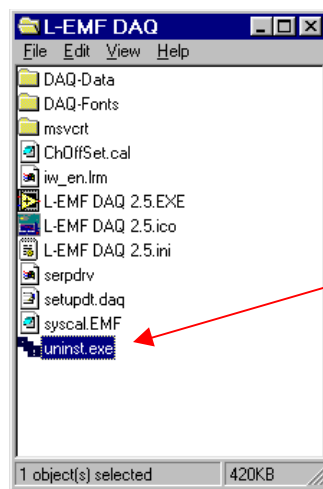 L-EMF DAQ
File Edit View Help
DAQ-Data
DAQ-Fonts
msvcrt
ChOffSet.cal
iw_en.lrm
L-EMF DAQ 2.5.EXE
L-EMF DAQ 2.5.ico
L-EMF DAQ 2.5.ini
serpdrv
setupdt.daq
syscal.EMF
uninst.exe
1 object(s) selected 420KB